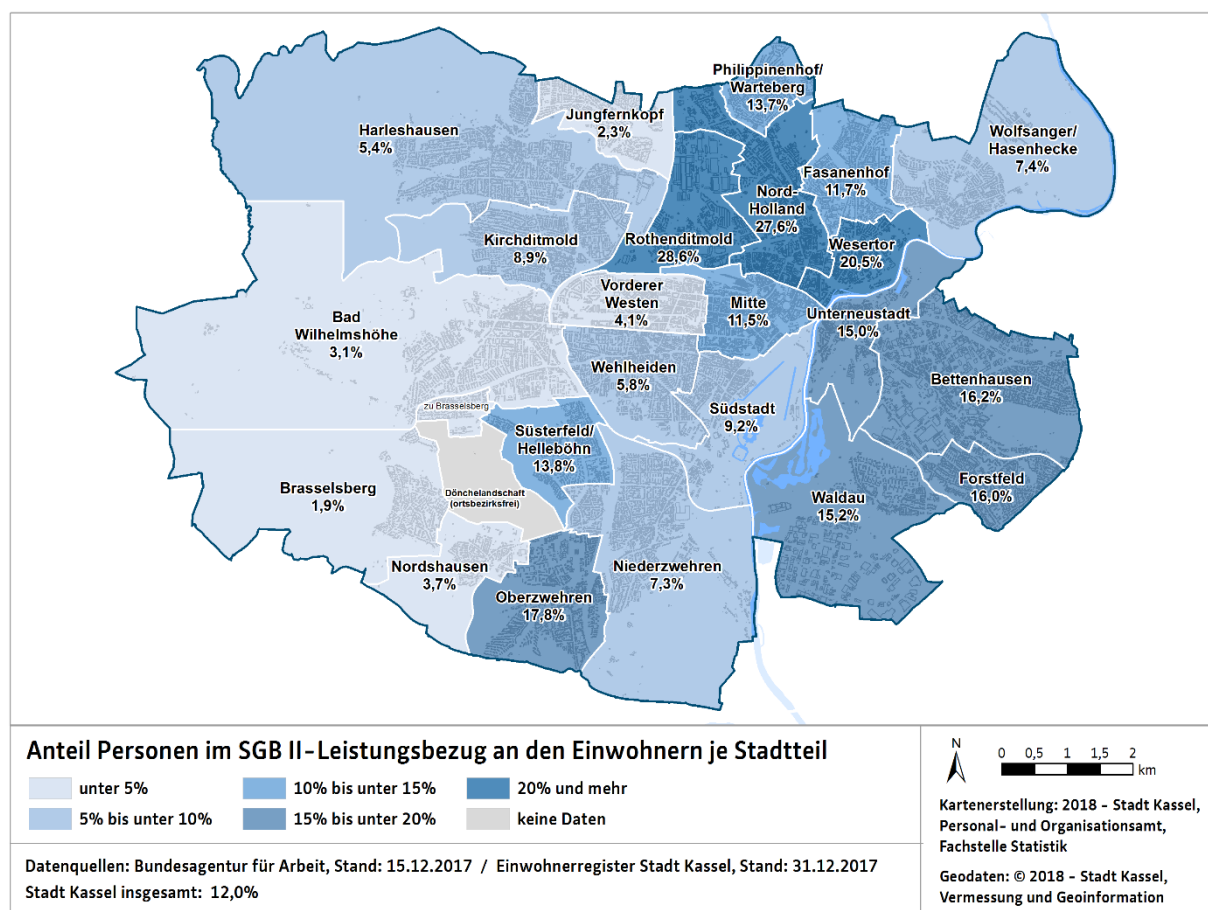 Philippinenhof/
Warteberg
13,7%
Jungfernkopf
2,3%
Harleshausen
5,4%
Wolfsanger/
Hasenhecke
7,4%
Fasanenhof
11,7%
Nord-
Holland
27,6%
Kirchditmold
8,9%
Rothenditmold
28,6%
Wesertor
20,5%
Vorderer
Westen
4,1%
Mitte
11,5%
Unterneustadt
15,0%
Bad
Wilhelmshöhe
3,1%
Wehlheiden
5,8%
Bettenhausen
16,2%
zu Brasselsberg
Südstadt
9,2%
Süsterfeld/
Helleböhn
13,8%
Brasselsberg
1,9%
Dönchelandschaft
(ortsbezirksfrei)
Forstfeld
16,0%
Waldau
15,2%
Nordshausen
3,7%
Niederzwehren
7,3%
Oberzwehren
17,8%
Anteil Personen im SGB II-Leistungsbezug an den Einwohnern je Stadtteil
unter 5%
10% bis unter 15%
20% und mehr
5% bis unter 10%
15% bis unter 20%
keine Daten
Datenquellen: Bundesagentur für Arbeit, Stand: 15.12.2017 / Einwohnerregister Stadt Kassel, Stand: 31.12.2017
Stadt Kassel insgesamt: 12,0%
N
0 0,5 1 1,5 2
km
Kartenerstellung: 2018 - Stadt Kassel,
Personal- und Organisationsamt,
Fachstelle Statistik
Geodaten: © 2018 - Stadt Kassel,
Vermessung und Geoinformation